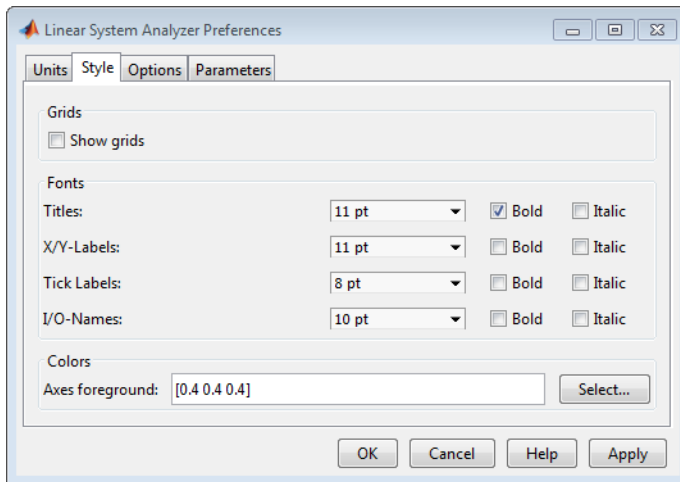 Linear System Analyzer Preferences
Units Style Options Parameters
Grids
Show grids
Fonts
Titles: 11 pt Bold Italic
X/Y-Labels: 11 pt Bold Italic
Tick Labels: 8 pt Bold Italic
I/O-Names: 10 pt Bold Italic
Colors
Axes foreground: [0.4 0.4 0.4] Select...
OK Cancel Help Apply